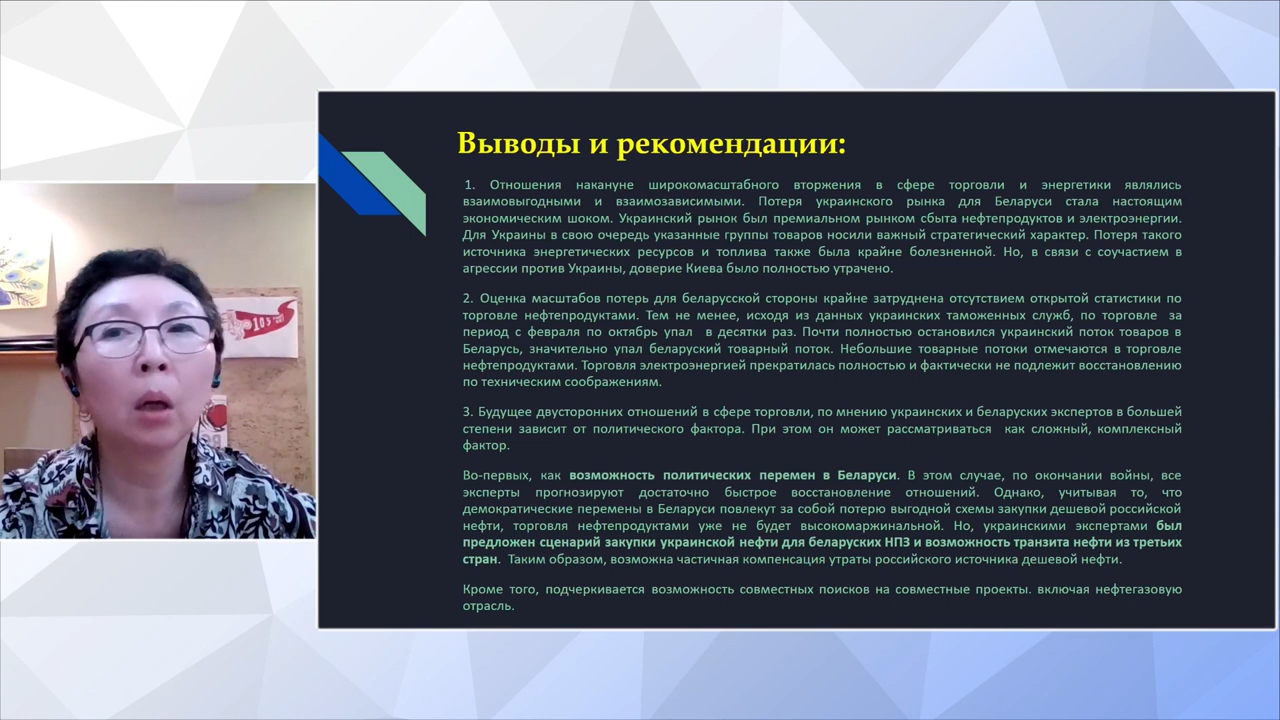 Выводы и рекомендации:
1. Отношения накануне широкомасштабного вторжения в сфере торговли и энергетики являлись
взаимовыгодными и взаимозависимыми. Потеря украинского рынка для Беларуси стала настоящим
экономическим шоком. Украинский рынок был премиальном рынком сбыта нефтепродуктов и электроэнергии.
Для Украины в свою очередь указанные группы товаров носили важный стратегический характер. Потеря такого
источника энергетических ресурсов и топлива также была крайне болезненной. Но, в связи с соучастием в
агрессии против Украины, доверие Киева было полностью утрачено.
2. Оценка масштабов потерь для беларусской стороны крайне затруднена отсутствием открытой статистики по
торговле нефтепродуктами. Тем не менее, исходя из данных украинских таможенных служб, по торговле за
период с февраля по октябрь упал в десятки раз. Почти полностью остановился украинский поток товаров в
Беларусь, значительно упал беларуский товарный поток. Небольшие товарные потоки отмечаются в торговле
нефтепродуктами. Торговля электроэнергией прекратилась полностью и фактически не подлежит восстановлению
по техническим соображениям.
3. Будущее двусторонних отношений в сфере торговли, по мнению украинских и беларуских экспертов в большей
степени зависит от политического фактора. При этом он может рассматриваться как сложный, комплексный
фактор.
Во-первых, как возможность политических перемен в Беларуси. В этом случае, по окончании войны, все
эксперты прогнозируют достаточно быстрое восстановление отношений. Однако, учитывая то, что
демократические перемены в Беларуси повлекут за собой потерю выгодной схемы закупки дешевой российской
нефти, торговля нефтепродуктами уже не будет высокомаржинальной. Но, украинскими экспертами был
предложен сценарий закупки украинской нефти для беларуских НПЗ и возможность транзита нефти из третьих
стран. Таким образом, возможна частичная компенсация утраты российского источника дешевой нефти.
Кроме того, подчеркивается возможность совместных поисков на совместные проекты. включая нефтегазовую
отрасль.
103